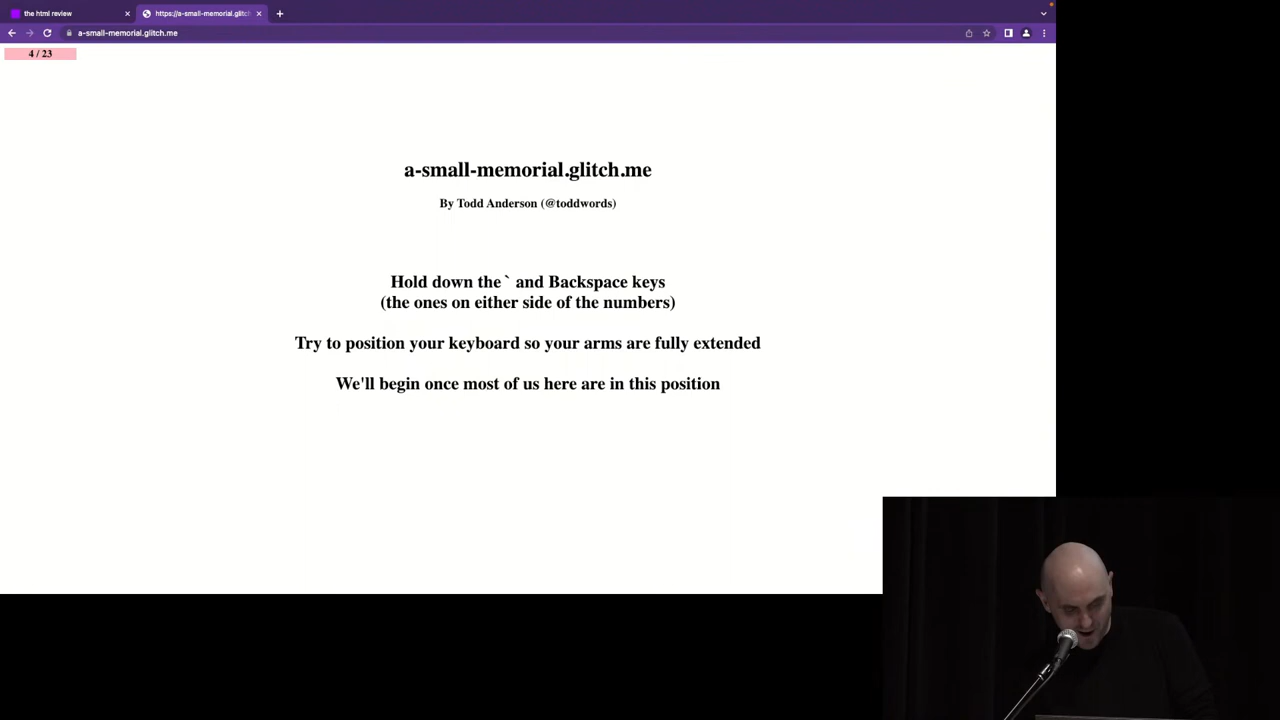 the html review
https://a-small-memorial.glitch
a-small-memorial.glitch.me
4 / 23
a-small-memorial.glitch.me
By Todd Anderson (@toddwords)
Hold down the ` and Backspace keys
(the ones on either side of the numbers)
Try to position your keyboard so your arms are fully extended
We'll begin once most of us here are in this position